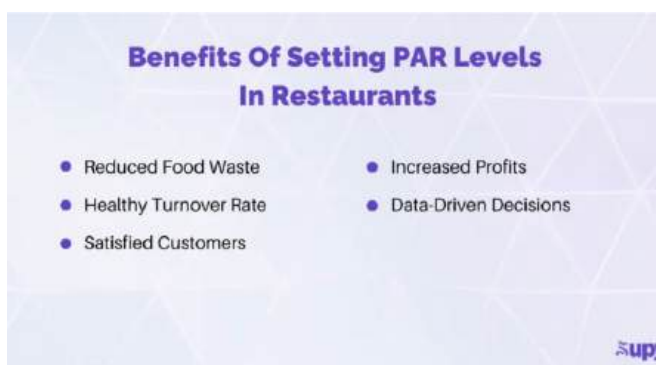 Benefits Of Setting PAR Levels
In Restaurants
Reduced Food Waste
Healthy Turnover Rate
Satisfied Customers
Increased Profits
Data-Driven Decisions